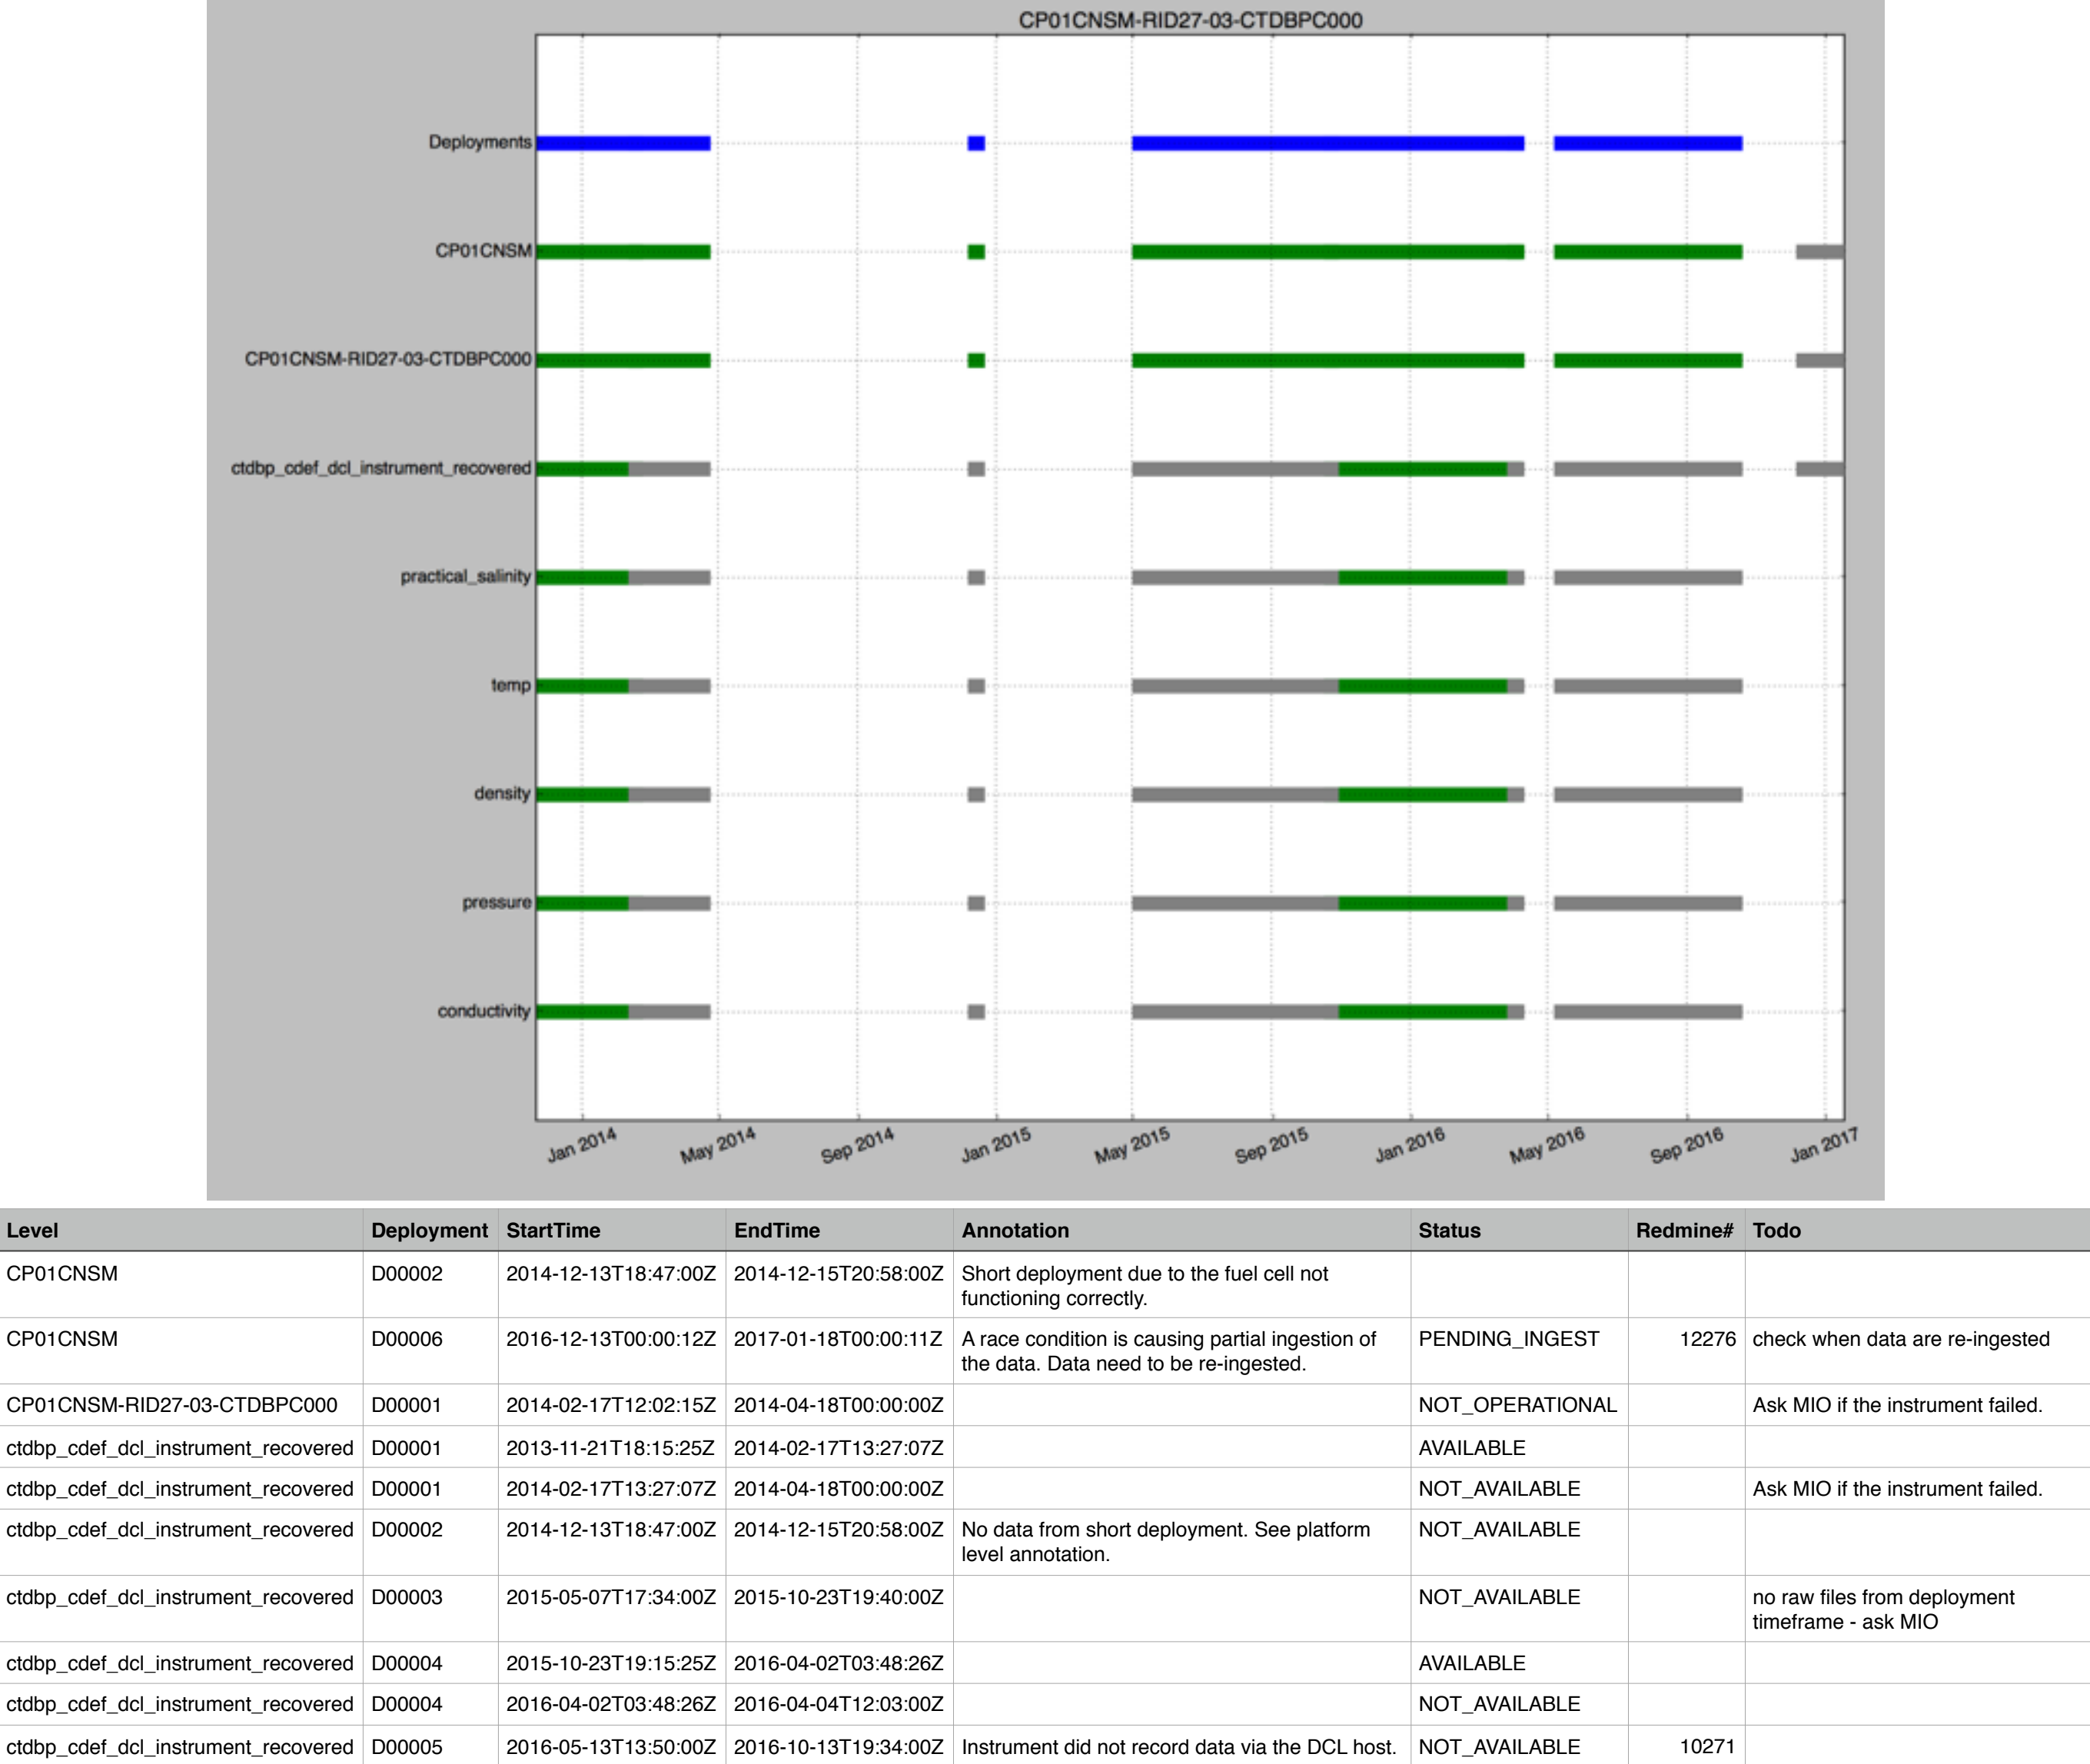 CP01CNSM-RID27-03-CTDBPC000
Deployments
CP01CNSM
CP01CNSM-RID27-03-CTDBPC000
ctdbp_cdef_dcl_instrument_recovered
practical_salinity
temp
density
pressure
conductivity
Jan 2014 May 2014 Sep 2014 Jan 2015 May 2015 Sep 2015 Jan 2016 May 2016 Sep 2016 Jan 2017
Level Deployment StartTime EndTime Annotation Status Redmine# Todo
CP01CNSM D00002 2014-12-13T18:47:00Z 2014-12-15T20:58:00Z Short deployment due to the fuel cell not
functioning correctly.
CP01CNSM D00006 2016-12-13T00:00:12Z 2017-01-18T00:00:11Z A race condition is causing partial ingestion of PENDING_INGEST 12276 check when data are re-ingested
the data. Data need to be re-ingested.
CP01CNSM-RID27-03-CTDBPC000 D00001 2014-02-17T12:02:15Z 2014-04-18T00:00:00Z NOT_OPERATIONAL Ask MIO if the instrument failed.
ctdbp_cdef_dcl_instrument_recovered D00001 2013-11-21T18:15:25Z 2014-02-17T13:27:07Z AVAILABLE
ctdbp_cdef_dcl_instrument_recovered D00001 2014-02-17T13:27:07Z 2014-04-18T00:00:00Z NOT_AVAILABLE Ask MIO if the instrument failed.
ctdbp_cdef_dcl_instrument_recovered D00002 2014-12-13T18:47:00Z 2014-12-15T20:58:00Z No data from short deployment. See platform NOT_AVAILABLE
level annotation.
ctdbp_cdef_dcl_instrument_recovered D00003 2015-05-07T17:34:00Z 2015-10-23T19:40:00Z NOT_AVAILABLE no raw files from deployment
timeframe - ask MIO
ctdbp_cdef_dcl_instrument_recovered D00004 2015-10-23T19:15:25Z 2016-04-02T03:48:26Z AVAILABLE
ctdbp_cdef_dcl_instrument_recovered D00004 2016-04-02T03:48:26Z 2016-04-04T12:03:00Z NOT_AVAILABLE
ctdbp_cdef_dcl_instrument_recovered D00005 2016-05-13T13:50:00Z 2016-10-13T19:34:00Z Instrument did not record data via the DCL host. NOT_AVAILABLE 10271